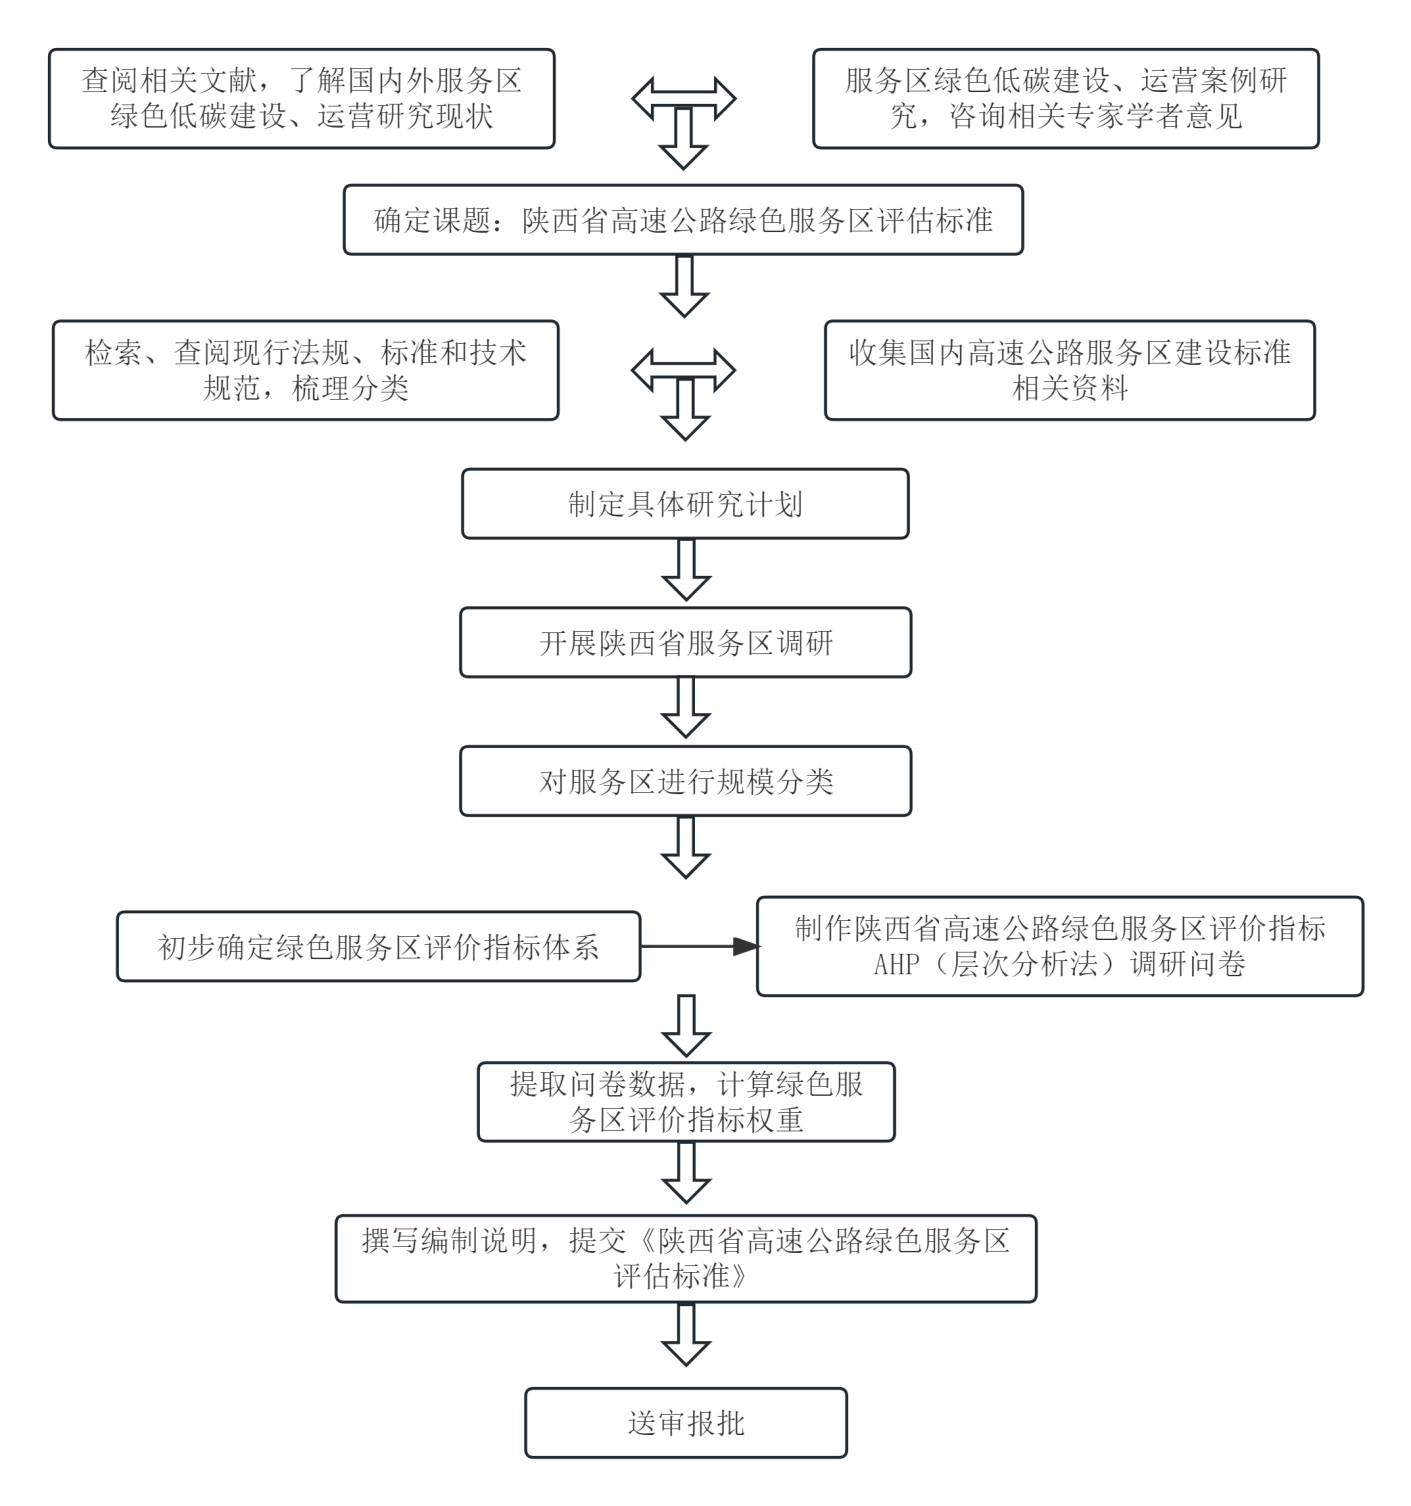 查阅相关文献，了解国内外服务区
绿色低碳建设、运营研究现状
服务区绿色低碳建设、运营案例研
究，咨询相关专家学者意见
确定课题：陕西省高速公路绿色服务区评估标准
检索、查阅现行法规、标准和技术
规范，梳理分类
收集国内高速公路服务区建设标准
相关资料
制定具体研究计划
开展陕西省服务区调研
对服务区进行规模分类
初步确定绿色服务区评价指标体系
制作陕西省高速公路绿色服务区评价指标
AHP（层次分析法）调研问卷
提取问卷数据，计算绿色服
务区评价指标权重
撰写编制说明，提交《陕西省高速公路绿色服务区
评估标准》
送审报批